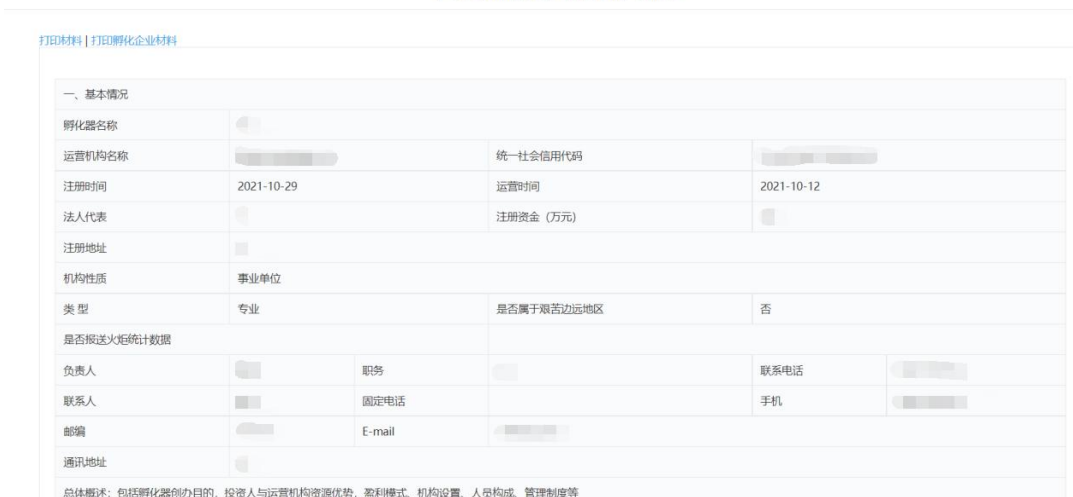 打印材料 | 打印孵化企业材料
一、基本情况
孵化器名称
运营机构名称 统一社会信用代码
注册时间 2021-10-29 运营时间 2021-10-12
法人代表 注册资金（万元）
注册地址
机构性质 事业单位
类 型 专业 是否属于艰苦边远地区 否
是否报送火炬统计数据
负责人 职务 联系电话
联系人 固定电话 手机
邮编 E-mail
通讯地址
总体概述：包括孵化器创办目的、投资人与运营机构资源优势、盈利模式、机构设置、人员构成、管理制度等